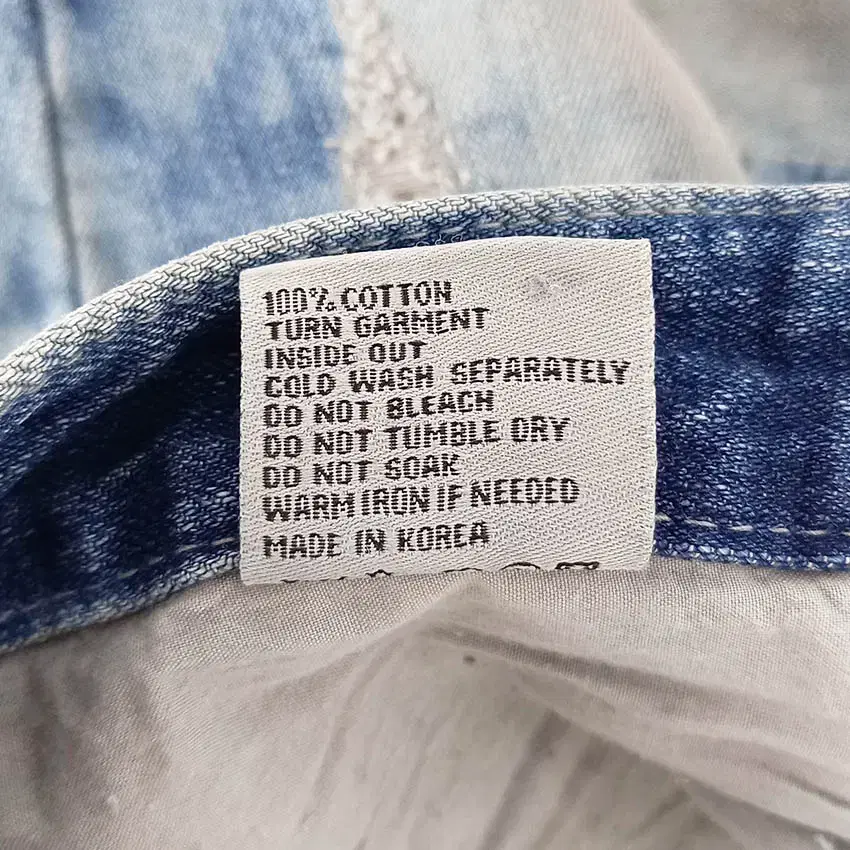 100% COTTON
TURN GARMENT
INSIDE OUT
COLD WASH SEPARATELY
DO NOT BLEACH
DO NOT TUMBLE DRY
DO NOT SOAK
WARM IRON IF NEEDED
MADE IN KOREA